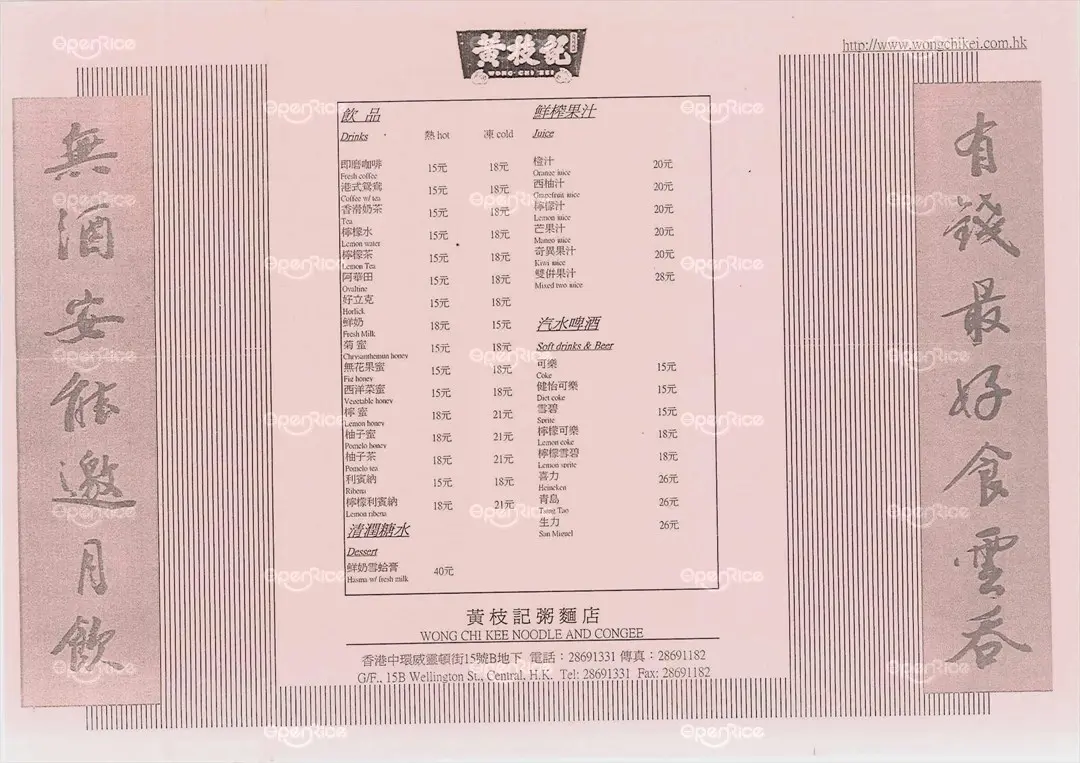 黃枝記
WONG CHI KEI
http://www.wongchikei.com.hk
有錢最好食雲吞
無酒安能邀月飲
飲 品
Drinks 熱 hot 凍 cold
即磨咖啡 15元 18元
Fresh coffee
港式鴛鴦 15元 18元
Coffee w/ tea
香滑奶茶 15元 18元
Tea
檸檬水 15元 18元
Lemon water
檸檬茶 15元 18元
Lemon Tea
阿華田 15元 18元
Ovaltine
好立克 15元 18元
Horlick
鮮奶 18元 15元
Fresh Milk
菊 蜜 15元 18元
Chrysanthemun honey
無花果蜜 15元 18元
Fig honey
西洋菜蜜 15元 18元
Vegetable honey
檸 蜜 18元 21元
Lemon honey
柚子蜜 18元 21元
Pomelo honey
柚子茶 18元 21元
Pomelo tea
利賓納 15元 18元
Ribena
檸檬利賓納 18元 21元
Lemon ribena
清潤糖水
Dessert
鮮奶雪蛤膏 40元
Hasma w/ fresh milk
鮮榨果汁
Juice
橙汁 20元
Orange juice
西柚汁 20元
Grapefruit juice
檸檬汁 20元
Lemon juice
芒果汁 20元
Mango juice
奇異果汁 20元
Kiwi juice
雙併果汁 28元
Mixed two juice
汽水啤酒
Soft drinks & Beer
可樂 15元
Coke
健怡可樂 15元
Diet coke
雪碧 15元
Sprite
檸檬可樂 18元
Lemon coke
檸檬雪碧 18元
Lemon sprite
喜力 26元
Heineken
青島 26元
Tsing Tao
生力 26元
San Miguel
黃枝記粥麵店
WONG CHI KEE NOODLE AND CONGEE
香港中環威靈頓街15號B地下 電話：28691331 傳真：28691182
G/F., 15B Wellington St., Central, H.K. Tel: 28691331 Fax: 28691182
OpenRice